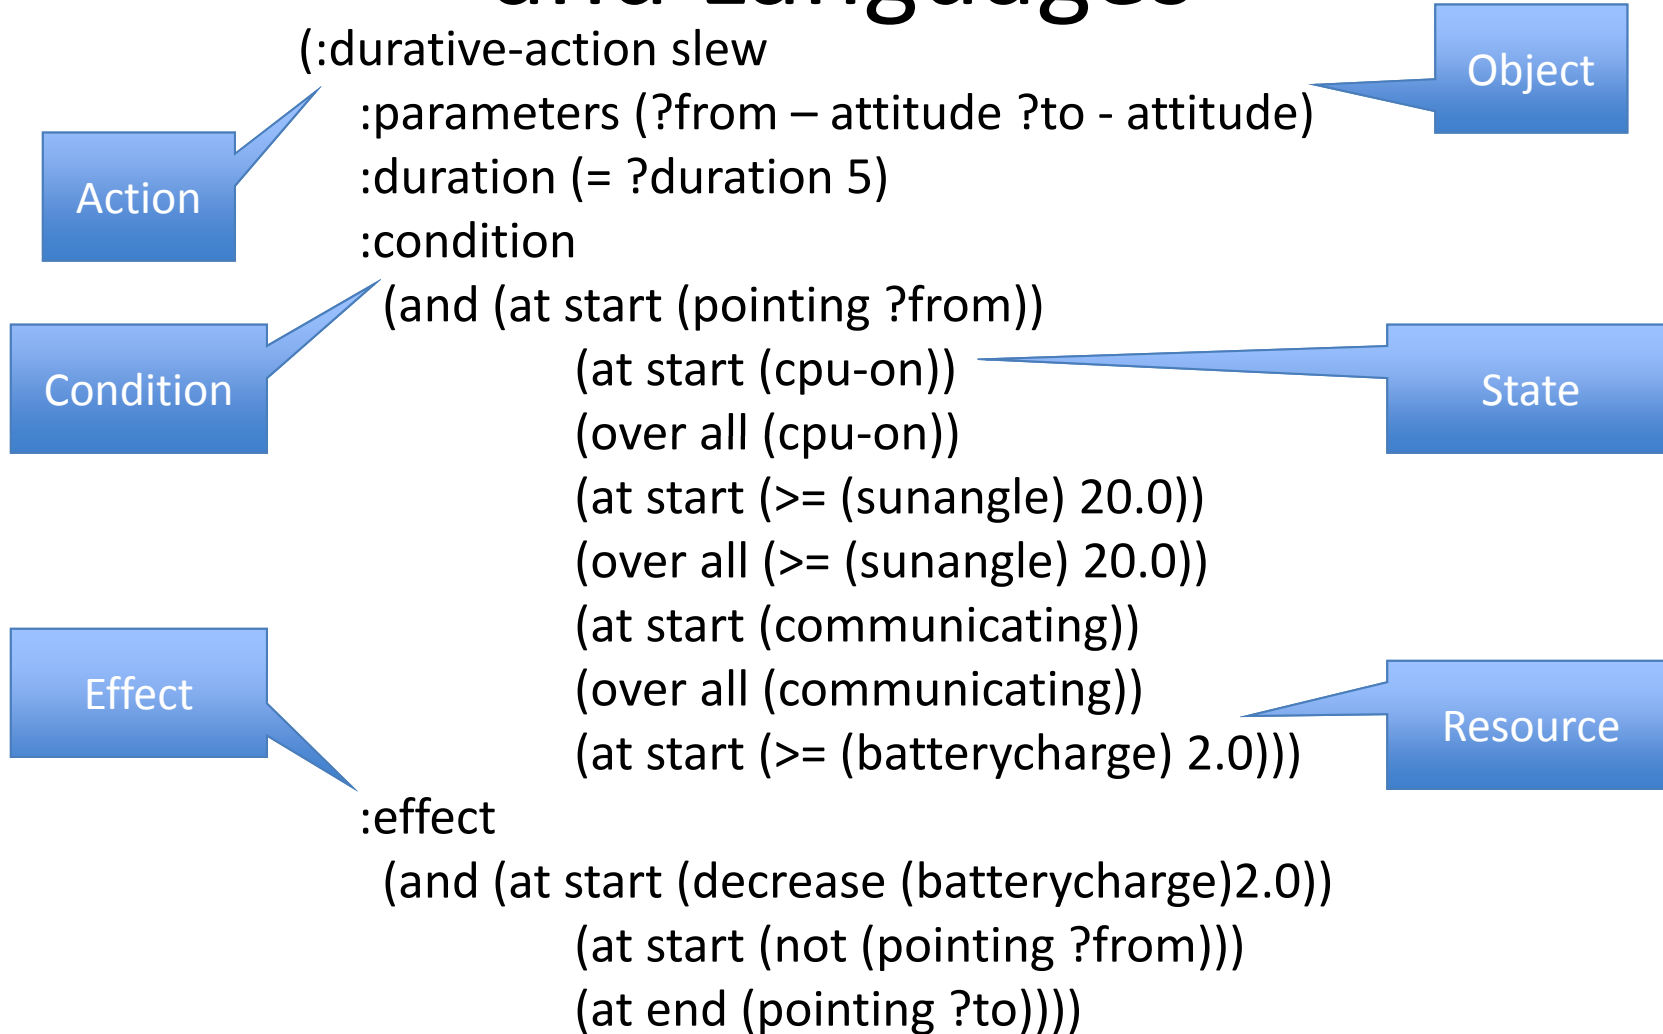 and Languages
(:durative-action slew
Object
:parameters (?from – attitude ?to - attitude)
Action
:duration (= ?duration 5)
:condition
(and (at start (pointing ?from))
Condition
(at start (cpu-on))
State
(over all (cpu-on))
(at start (>= (sunangle) 20.0))
(over all (>= (sunangle) 20.0))
(at start (communicating))
Effect
(over all (communicating))
Resource
(at start (>= (batterycharge) 2.0)))
:effect
(and (at start (decrease (batterycharge)2.0))
(at start (not (pointing ?from)))
(at end (pointing ?to))))